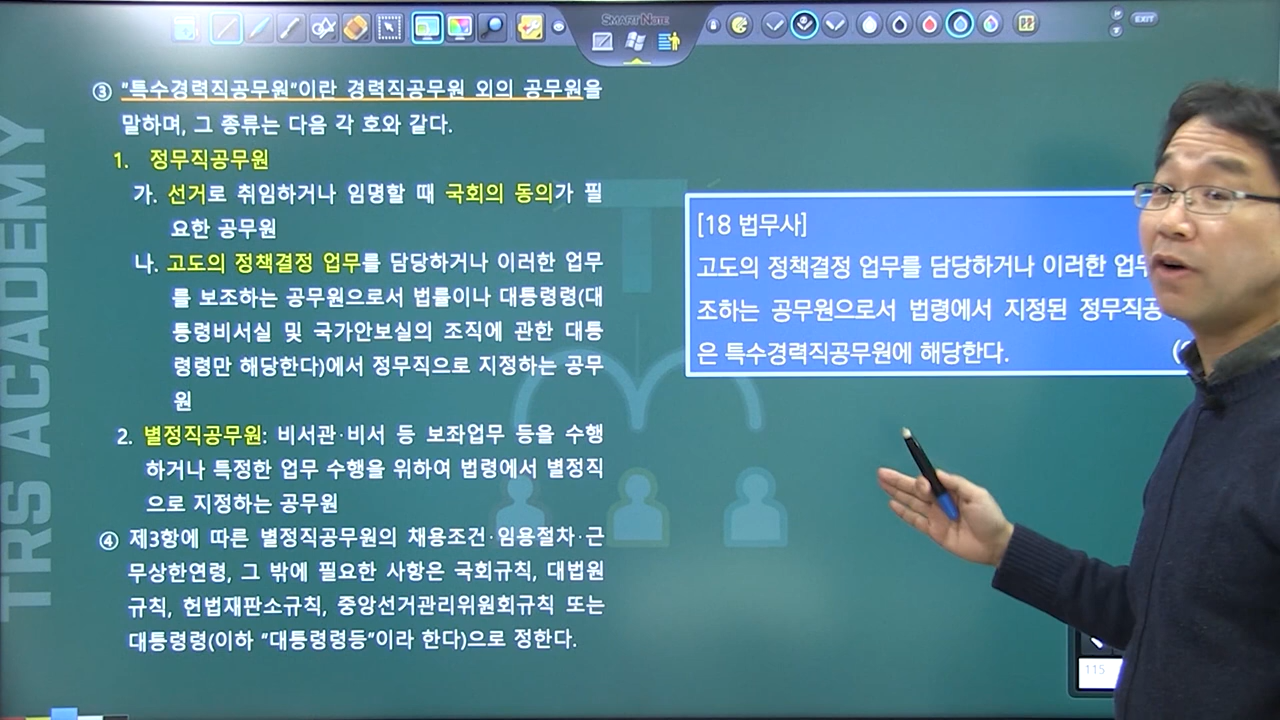 SMART NOTE
EXIT
③ "특수경력직공무원"이란 경력직공무원 외의 공무원을
말하며, 그 종류는 다음 각 호와 같다.
1. 정무직공무원
가. 선거로 취임하거나 임명할 때 국회의 동의가 필
요한 공무원
나. 고도의 정책결정 업무를 담당하거나 이러한 업무
를 보조하는 공무원으로서 법률이나 대통령령(대
통령비서실 및 국가안보실의 조직에 관한 대통
령령만 해당한다)에서 정무직으로 지정하는 공무
원
2. 별정직공무원: 비서관·비서 등 보좌업무 등을 수행
하거나 특정한 업무 수행을 위하여 법령에서 별정직
으로 지정하는 공무원
④ 제3항에 따른 별정직공무원의 채용조건·임용절차·근
무상한연령, 그 밖에 필요한 사항은 국회규칙, 대법원
규칙, 헌법재판소규칙, 중앙선거관리위원회규칙 또는
대통령령(이하 "대통령령등"이라 한다)으로 정한다.
[18 법무사]
고도의 정책결정 업무를 담당하거나 이러한 업무
조하는 공무원으로서 법령에서 지정된 정무직공
은 특수경력직공무원에 해당한다.
TRS ACADEMY
115